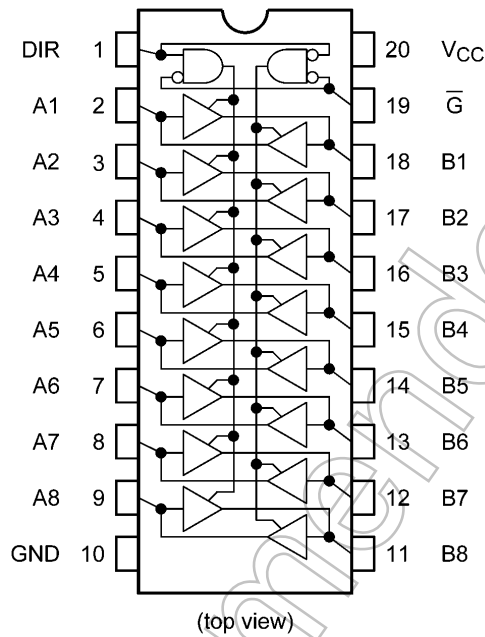 DIR 1 20 VCC
A1 2 19 G̅
A2 3 18 B1
A3 4 17 B2
A4 5 16 B3
A5 6 15 B4
A6 7 14 B5
A7 8 13 B6
A8 9 12 B7
GND 10 11 B8
(top view)